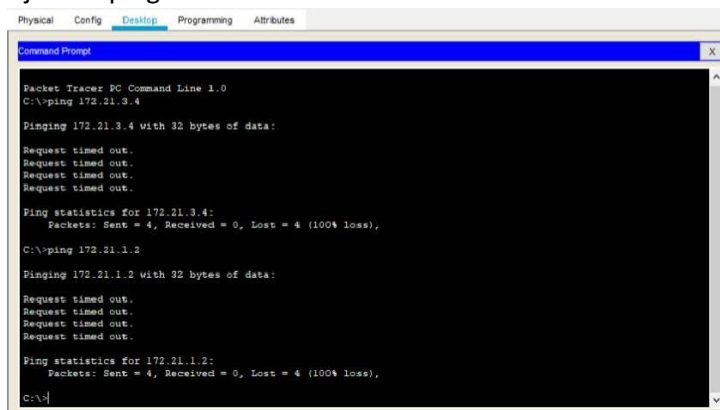 Physical Config Desktop Programming Attributes
Command Prompt X
Packet Tracer PC Command Line 1.0
C:\>ping 172.21.3.4
Pinging 172.21.3.4 with 32 bytes of data:
Request timed out.
Request timed out.
Request timed out.
Request timed out.
Ping statistics for 172.21.3.4:
Packets: Sent = 4, Received = 0, Lost = 4 (100% loss),
C:\>ping 172.21.1.2
Pinging 172.21.1.2 with 32 bytes of data:
Request timed out.
Request timed out.
Request timed out.
Request timed out.
Ping statistics for 172.21.1.2:
Packets: Sent = 4, Received = 0, Lost = 4 (100% loss),
C:\>